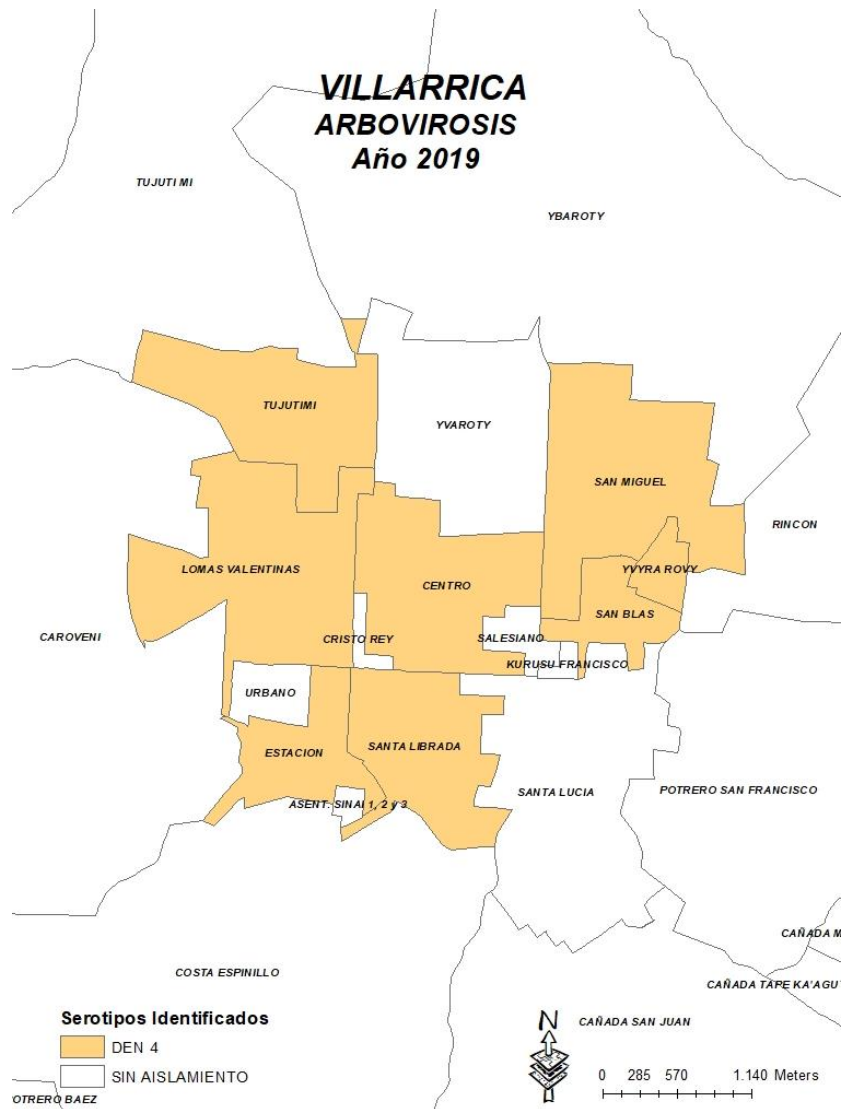 VILLARRICA
ARBOVIROSIS
Año 2019
TUJUTI MI
YBAROTY
TUJUTIMI
YVAROTY
SAN MIGUEL
RINCON
LOMAS VALENTINAS
CENTRO
YVYRA ROVY
SAN BLAS
CAROVENI
CRISTO REY
SALESIANO
KURUSU FRANCISCO
URBANO
ESTACION
SANTA LIBRADA
SANTA LUCIA
POTRERO SAN FRANCISCO
ASENT. SINAI 1, 2 y 3
CAÑADA M
COSTA ESPINILLO
CAÑADA TAPE KA'AGU
Serotipos Identificados
DEN 4
SIN AISLAMIENTO
OTRERO BAEZ
N
CAÑADA SAN JUAN
0 285 570 1.140 Meters